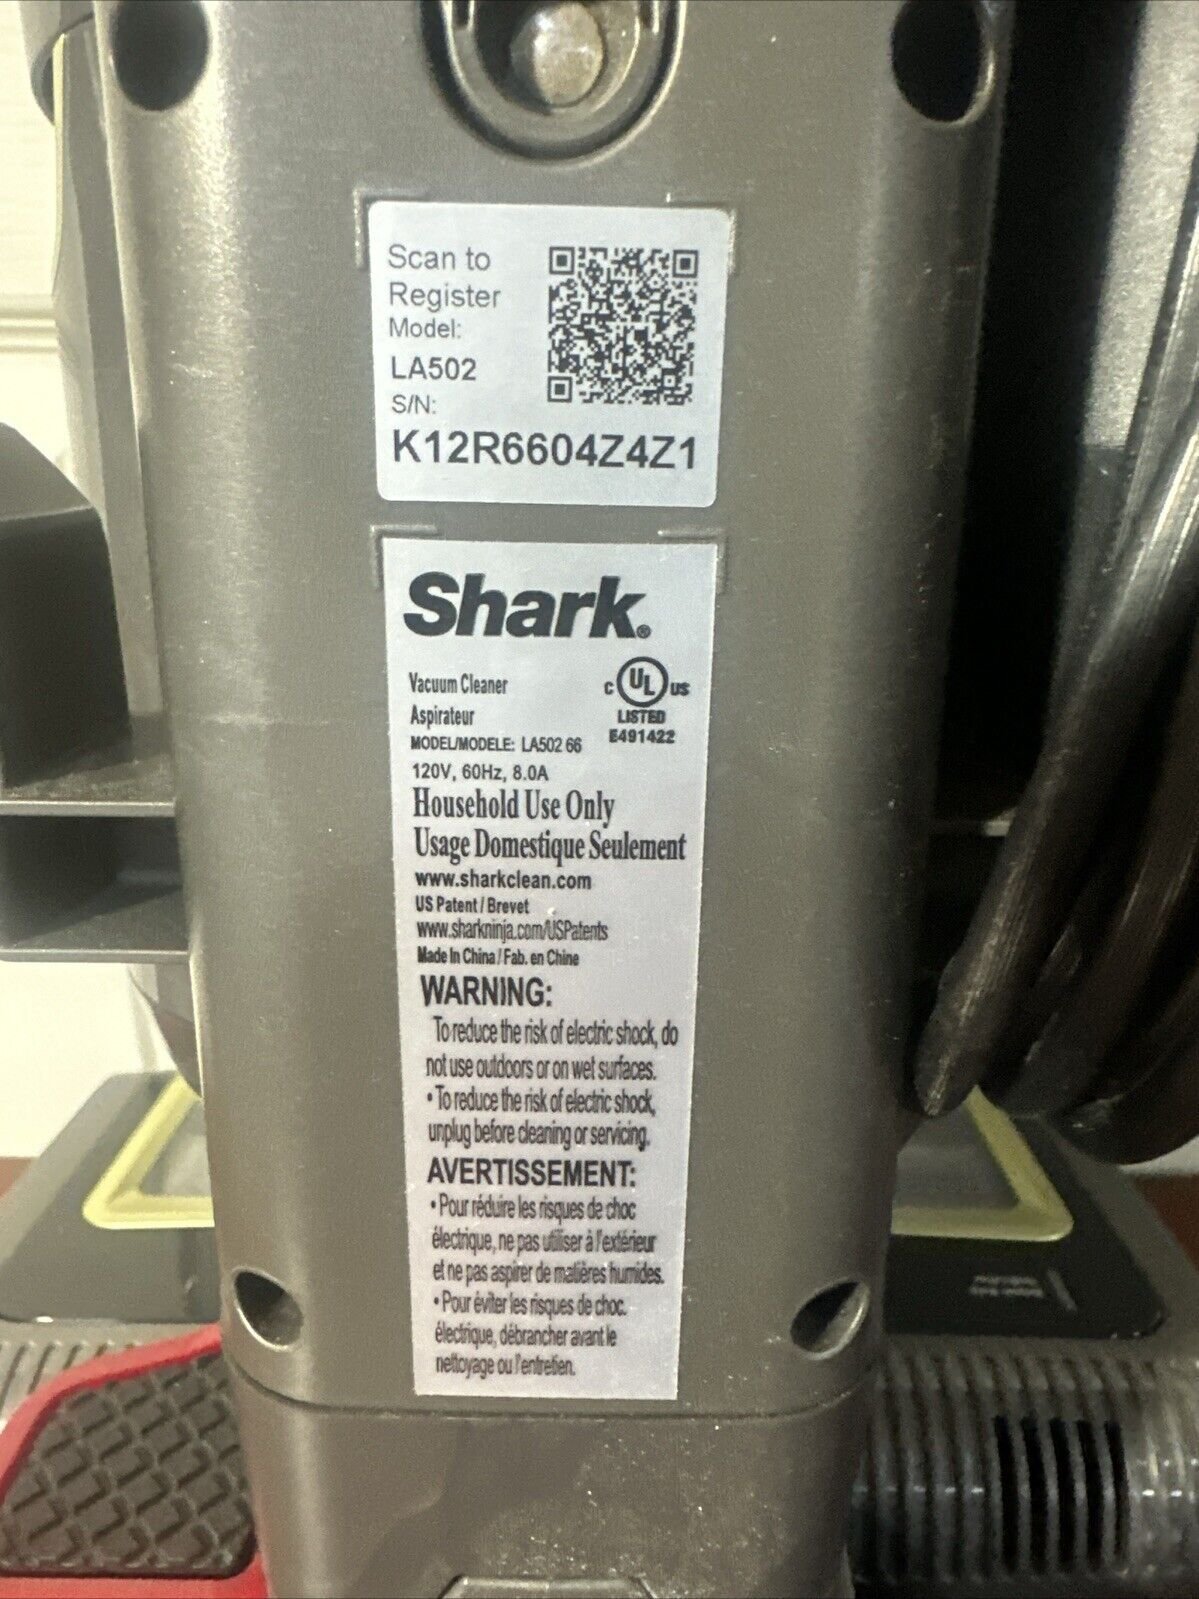 Scan to
Register
Model:
LA502
S/N:
K12R6604Z4Z1
Shark®
Vacuum Cleaner
Aspirateur
C UL US
LISTED
E491422
MODEL/MODELE: LA502 66
120V, 60Hz, 8.0A
Household Use Only
Usage Domestique Seulement
www.sharkclean.com
US Patent / Brevet
www.sharkninja.com/USPatents
Made In China / Fab. en Chine
WARNING:
To reduce the risk of electric shock, do
not use outdoors or on wet surfaces.
• To reduce the risk of electric shock,
unplug before cleaning or servicing.
AVERTISSEMENT:
• Pour réduire les risques de choc
électrique, ne pas utiliser à l'extérieur
et ne pas aspirer de matières humides.
• Pour éviter les risques de choc.
électrique, débrancher avant le
nettoyage ou l'entretien.